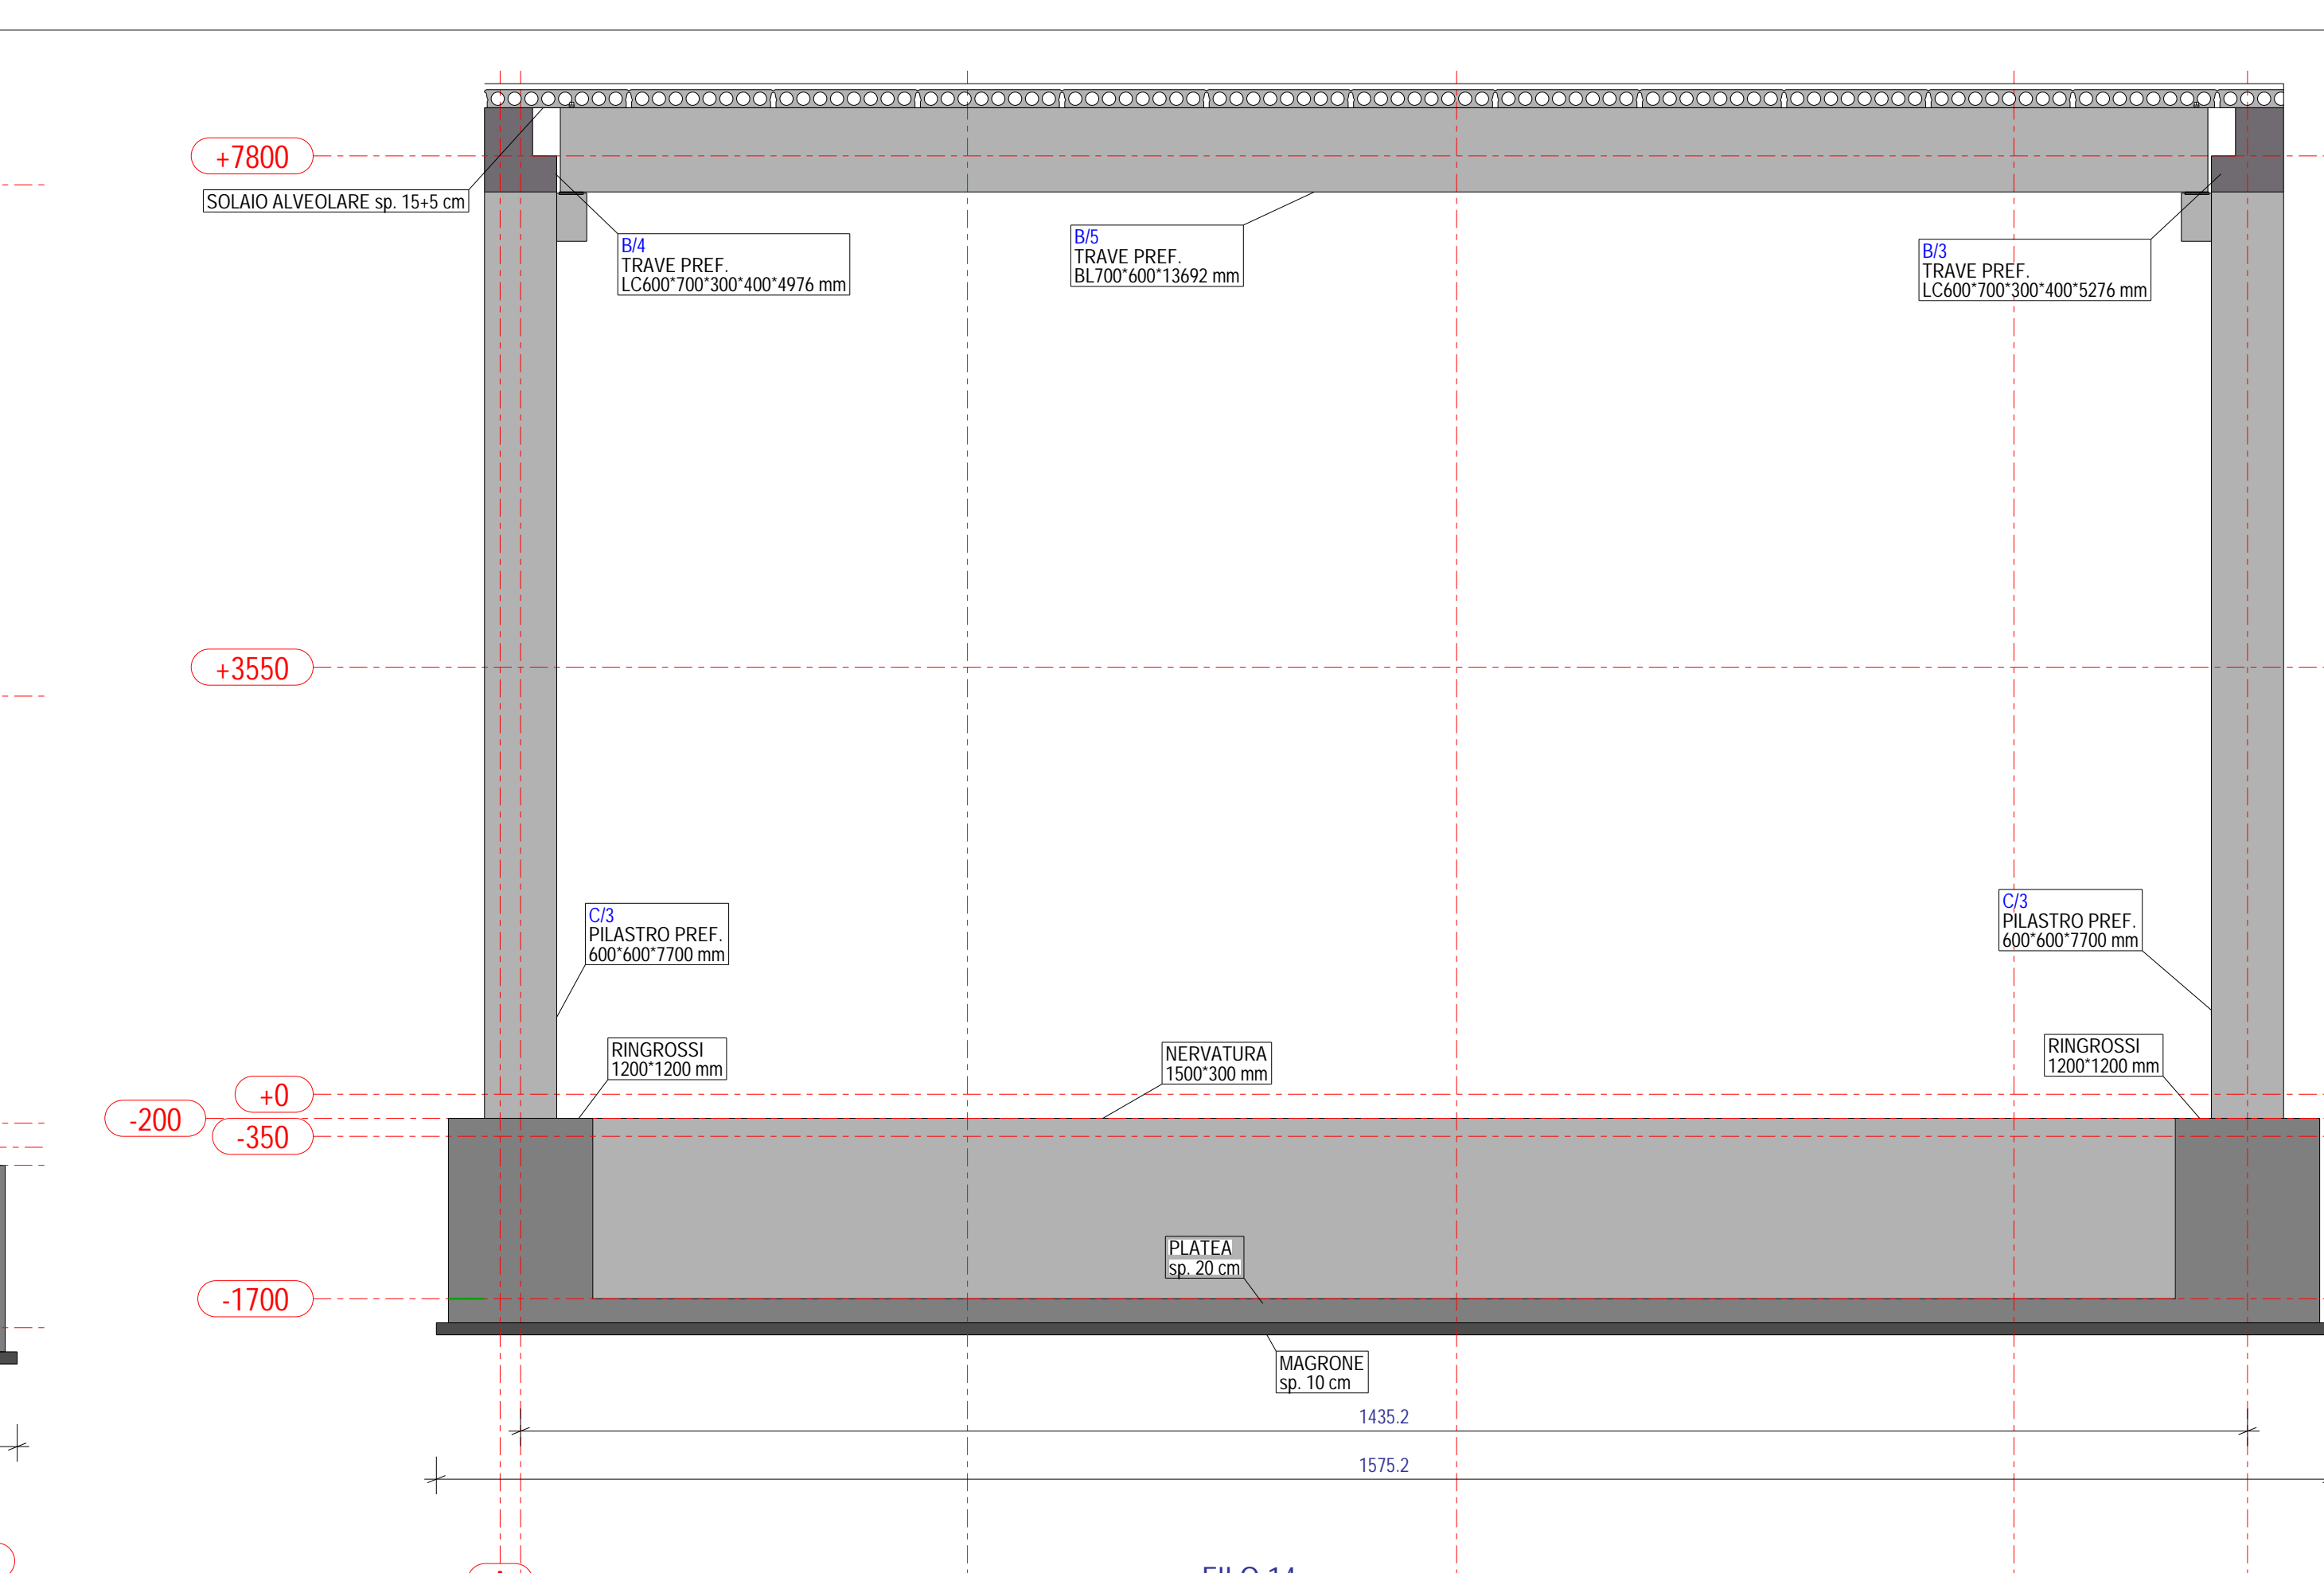 +7800
SOLAIO ALVEOLARE sp. 15+5 cm
B/4
TRAVE PREF.
LC600*700*300*400*4976 mm
B/5
TRAVE PREF.
BL700*600*13692 mm
B/3
TRAVE PREF.
LC600*700*300*400*5276 mm
+3550
C/3
PILASTRO PREF.
600*600*7700 mm
C/3
PILASTRO PREF.
600*600*7700 mm
RINGROSSI
1200*1200 mm
NERVATURA
1500*300 mm
RINGROSSI
1200*1200 mm
+0
-200
-350
PLATEA
sp. 20 cm
-1700
MAGRONE
sp. 10 cm
1435.2
1575.2